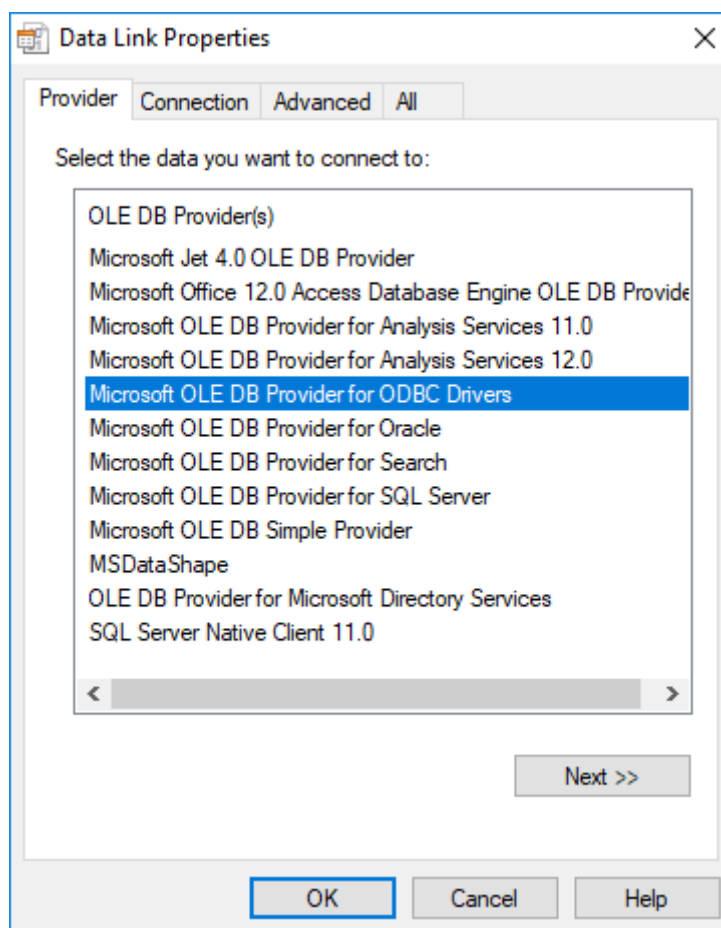 Data Link Properties
Provider Connection Advanced All
Select the data you want to connect to:
OLE DB Provider(s)
Microsoft Jet 4.0 OLE DB Provider
Microsoft Office 12.0 Access Database Engine OLE DB Provide
Microsoft OLE DB Provider for Analysis Services 11.0
Microsoft OLE DB Provider for Analysis Services 12.0
Microsoft OLE DB Provider for ODBC Drivers
Microsoft OLE DB Provider for Oracle
Microsoft OLE DB Provider for Search
Microsoft OLE DB Provider for SQL Server
Microsoft OLE DB Simple Provider
MSDataShape
OLE DB Provider for Microsoft Directory Services
SQL Server Native Client 11.0
Next >>
OK Cancel Help